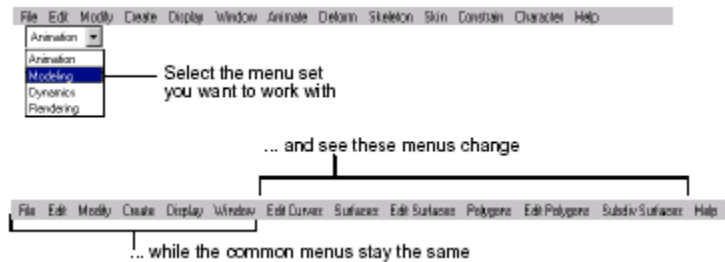 File Edit Modify Create Display Window Animate Deform Skeleton Skin Constrain Character Help
Animation
Animation
Modeling
Dynamics
Rendering
Select the menu set
you want to work with
... and see these menus change
File Edit Modify Create Display Window Edit Curves Surfaces Edit Surfaces Polygons Edit Polygons Subdiv Surfaces Help
... while the common menus stay the same